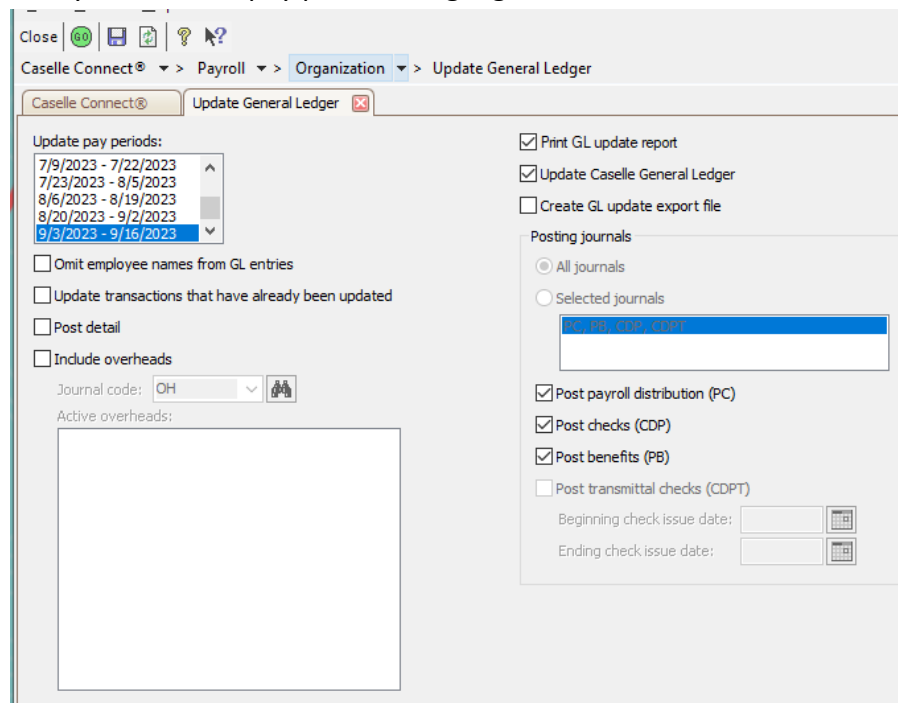 Close GO ? ?
Caselle Connect® > Payroll > Organization > Update General Ledger
Caselle Connect® Update General Ledger
Update pay periods:
7/9/2023 - 7/22/2023
7/23/2023 - 8/5/2023
8/6/2023 - 8/19/2023
8/20/2023 - 9/2/2023
9/3/2023 - 9/16/2023
Omit employee names from GL entries
Update transactions that have already been updated
Post detail
Include overheads
Journal code: OH
Active overheads:
Print GL update report
Update Caselle General Ledger
Create GL update export file
Posting journals
All journals
Selected journals
PC, PB, CDP, CDPT
Post payroll distribution (PC)
Post checks (CDP)
Post benefits (PB)
Post transmittal checks (CDPT)
Beginning check issue date:
Ending check issue date: